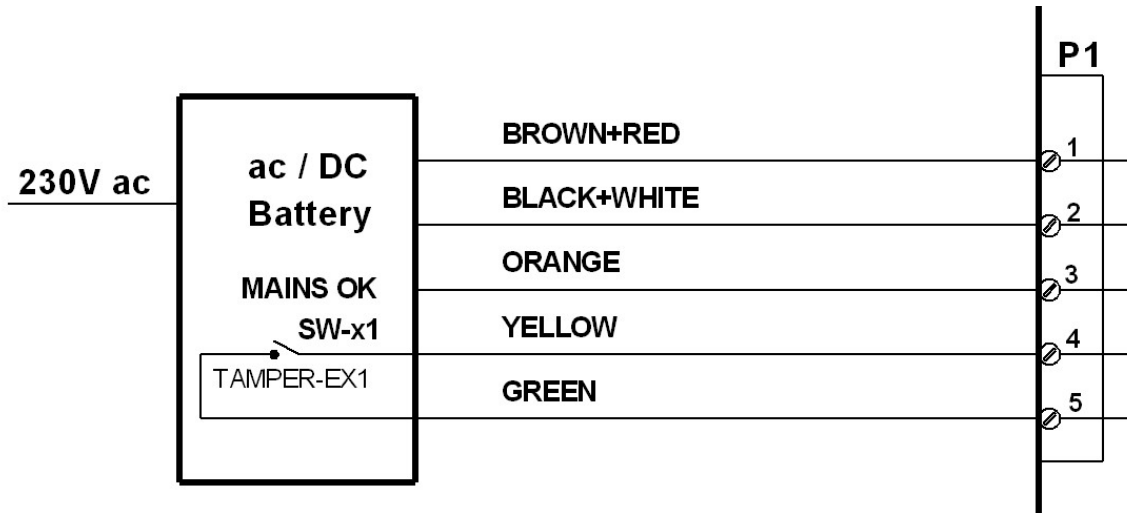 P1
230V ac
ac / DC
Battery
MAINS OK
SW-x1
TAMPER-EX1
BROWN+RED
1
BLACK+WHITE
2
ORANGE
3
YELLOW
4
GREEN
5